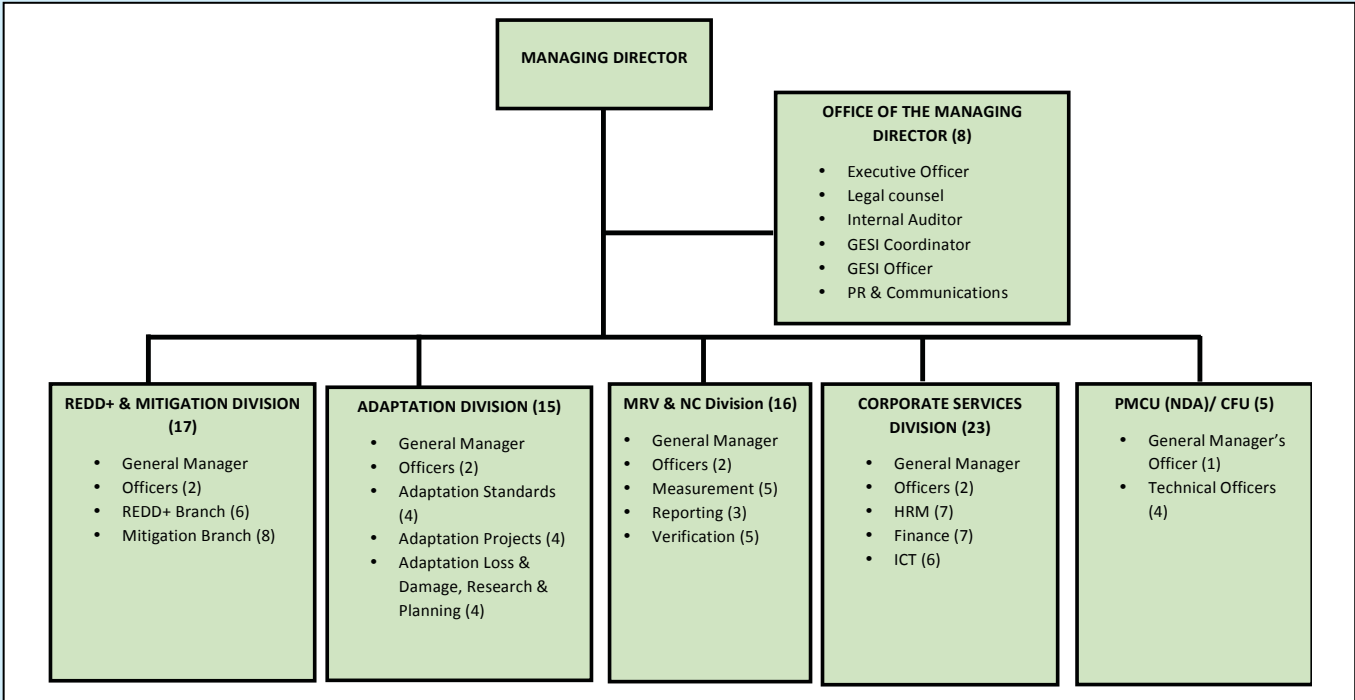 MANAGING DIRECTOR
OFFICE OF THE MANAGING
DIRECTOR (8)
• Executive Officer
• Legal counsel
• Internal Auditor
• GESI Coordinator
• GESI Officer
• PR & Communications
REDD+ & MITIGATION DIVISION
(17)
• General Manager
• Officers (2)
• REDD+ Branch (6)
• Mitigation Branch (8)
ADAPTATION DIVISION (15)
• General Manager
• Officers (2)
• Adaptation Standards
(4)
• Adaptation Projects (4)
• Adaptation Loss &
Damage, Research &
Planning (4)
MRV & NC Division (16)
• General Manager
• Officers (2)
• Measurement (5)
• Reporting (3)
• Verification (5)
CORPORATE SERVICES
DIVISION (23)
• General Manager
• Officers (2)
• HRM (7)
• Finance (7)
• ICT (6)
PMCU (NDA)/ CFU (5)
• General Manager’s
Officer (1)
• Technical Officers
(4)